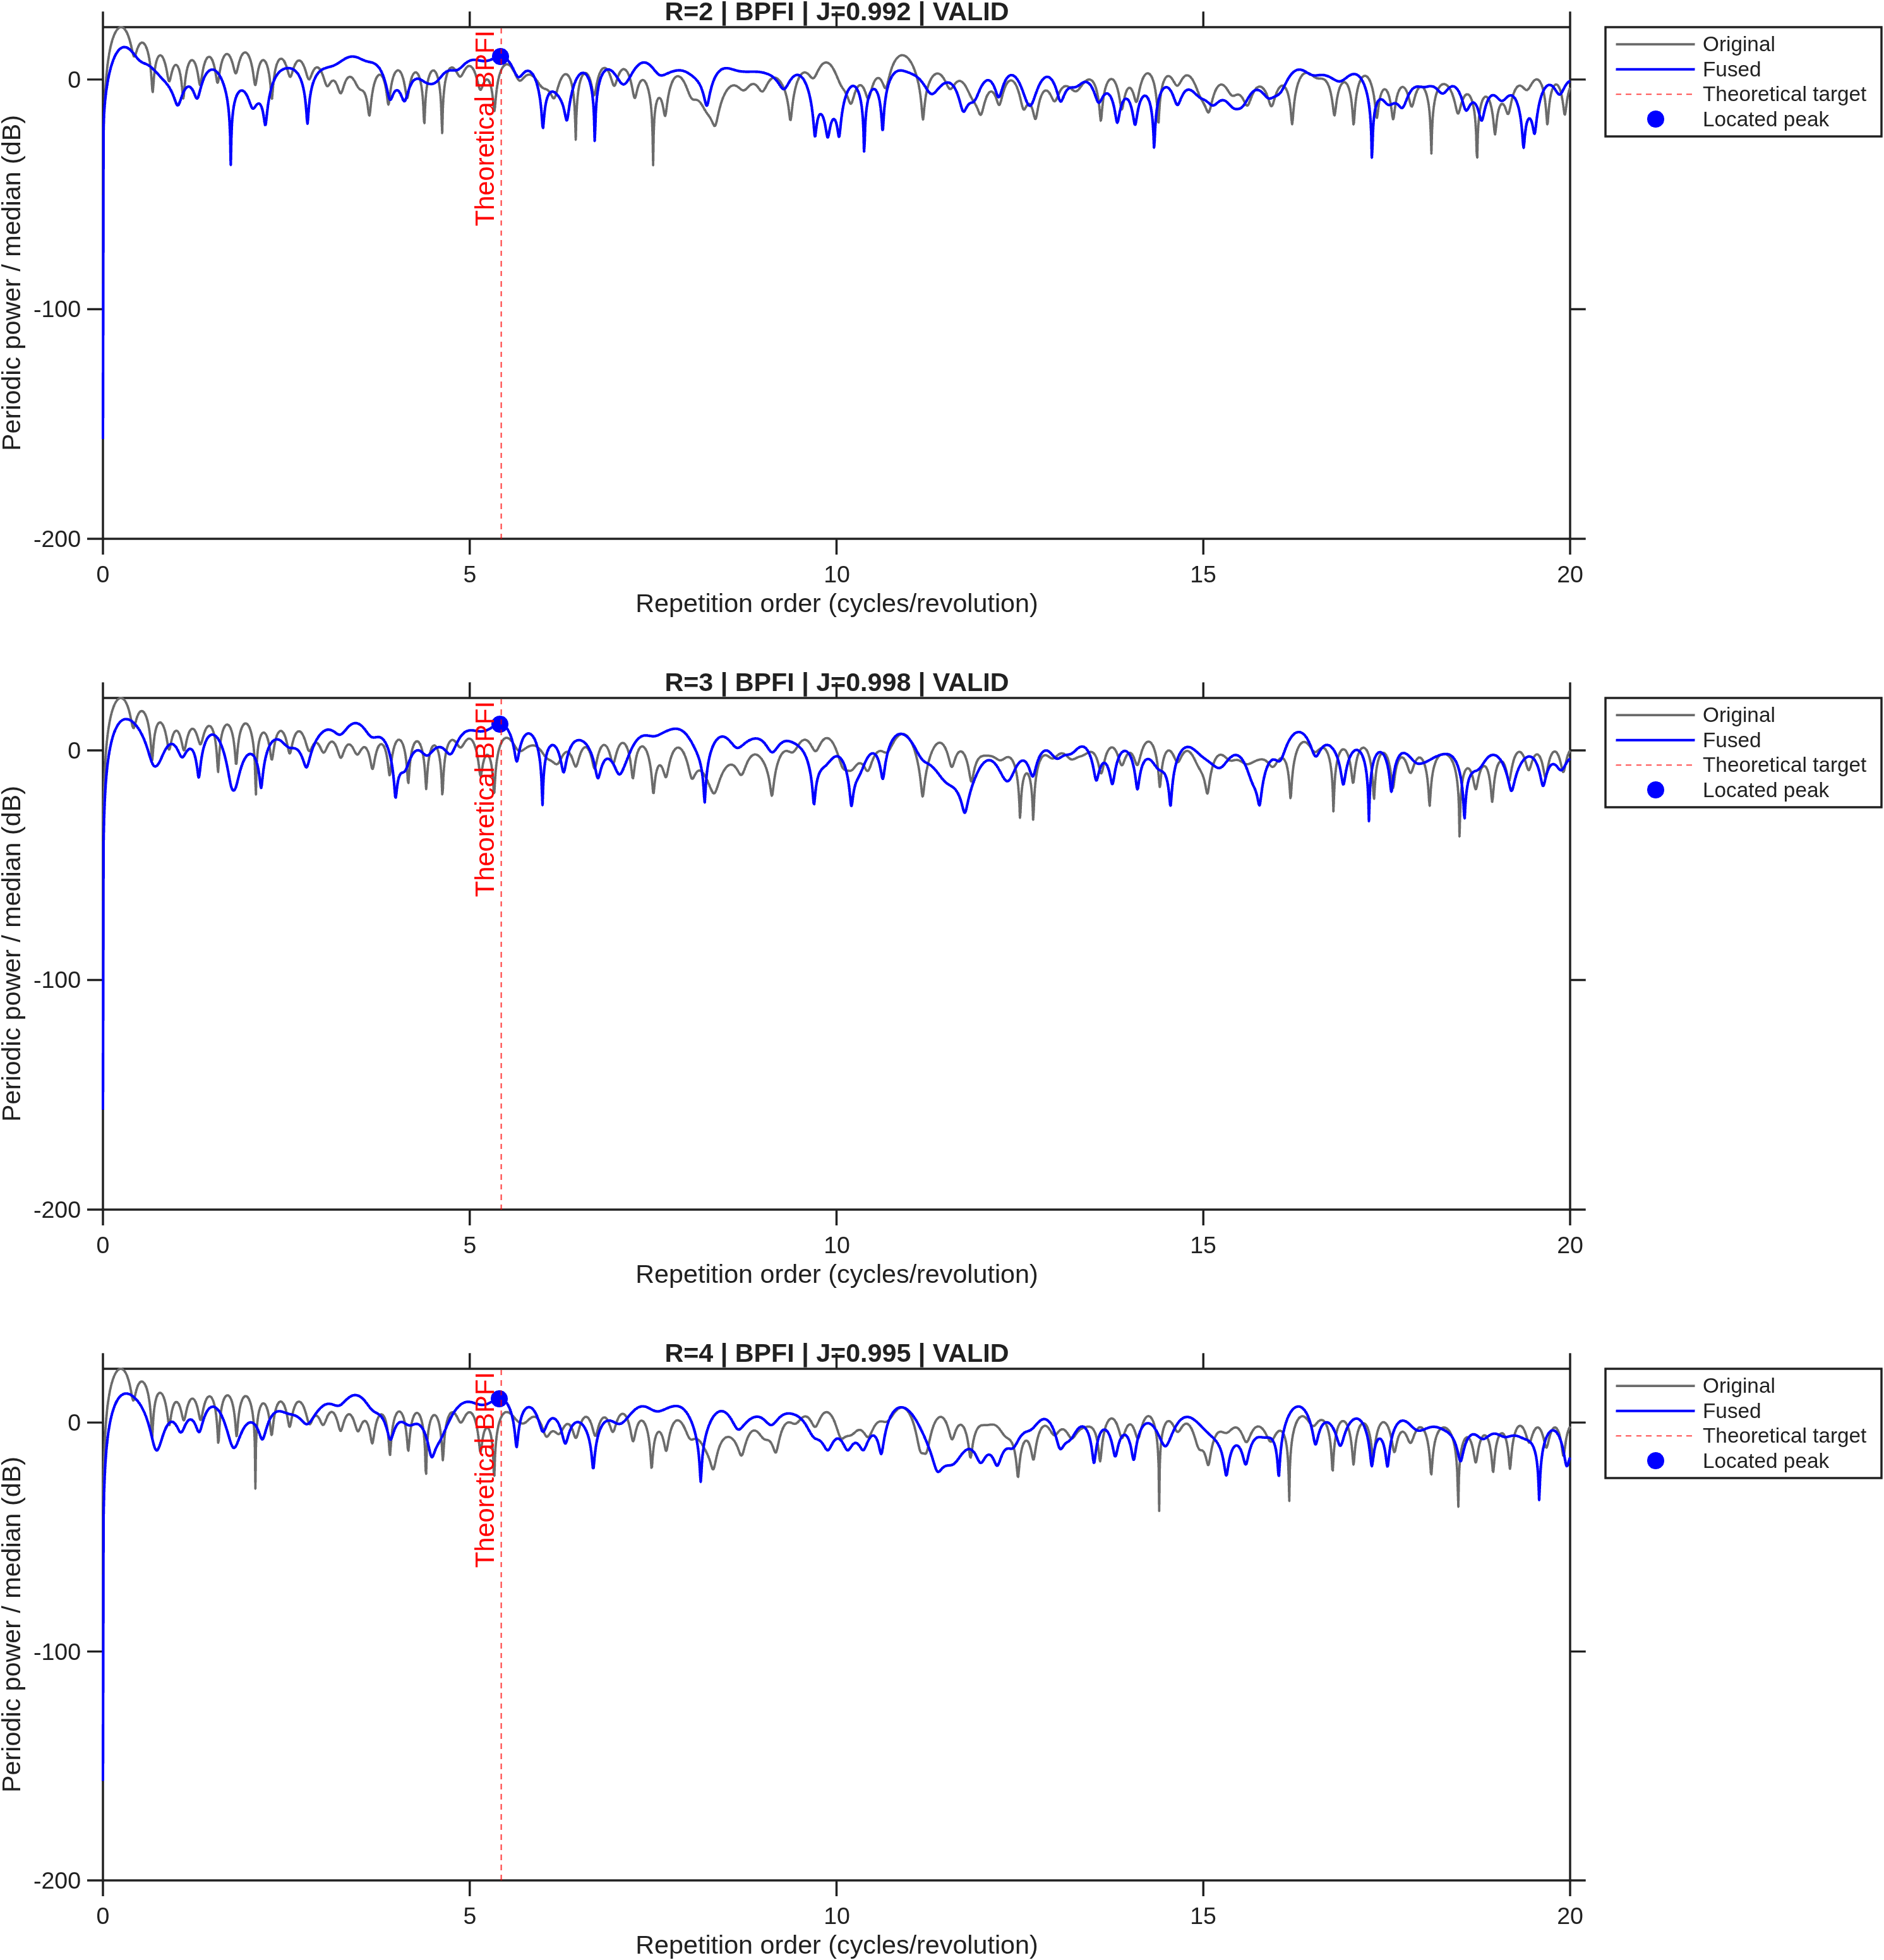 R=2 | BPFI | J=0.992 | VALID
Periodic power / median (dB)
0
-100
-200
Theoretical BPFI
0 5 10 15 20
Repetition order (cycles/revolution)
Original
Fused
Theoretical target
Located peak
R=3 | BPFI | J=0.998 | VALID
Periodic power / median (dB)
0
-100
-200
Theoretical BPFI
0 5 10 15 20
Repetition order (cycles/revolution)
Original
Fused
Theoretical target
Located peak
R=4 | BPFI | J=0.995 | VALID
Periodic power / median (dB)
0
-100
-200
Theoretical BPFI
0 5 10 15 20
Repetition order (cycles/revolution)
Original
Fused
Theoretical target
Located peak